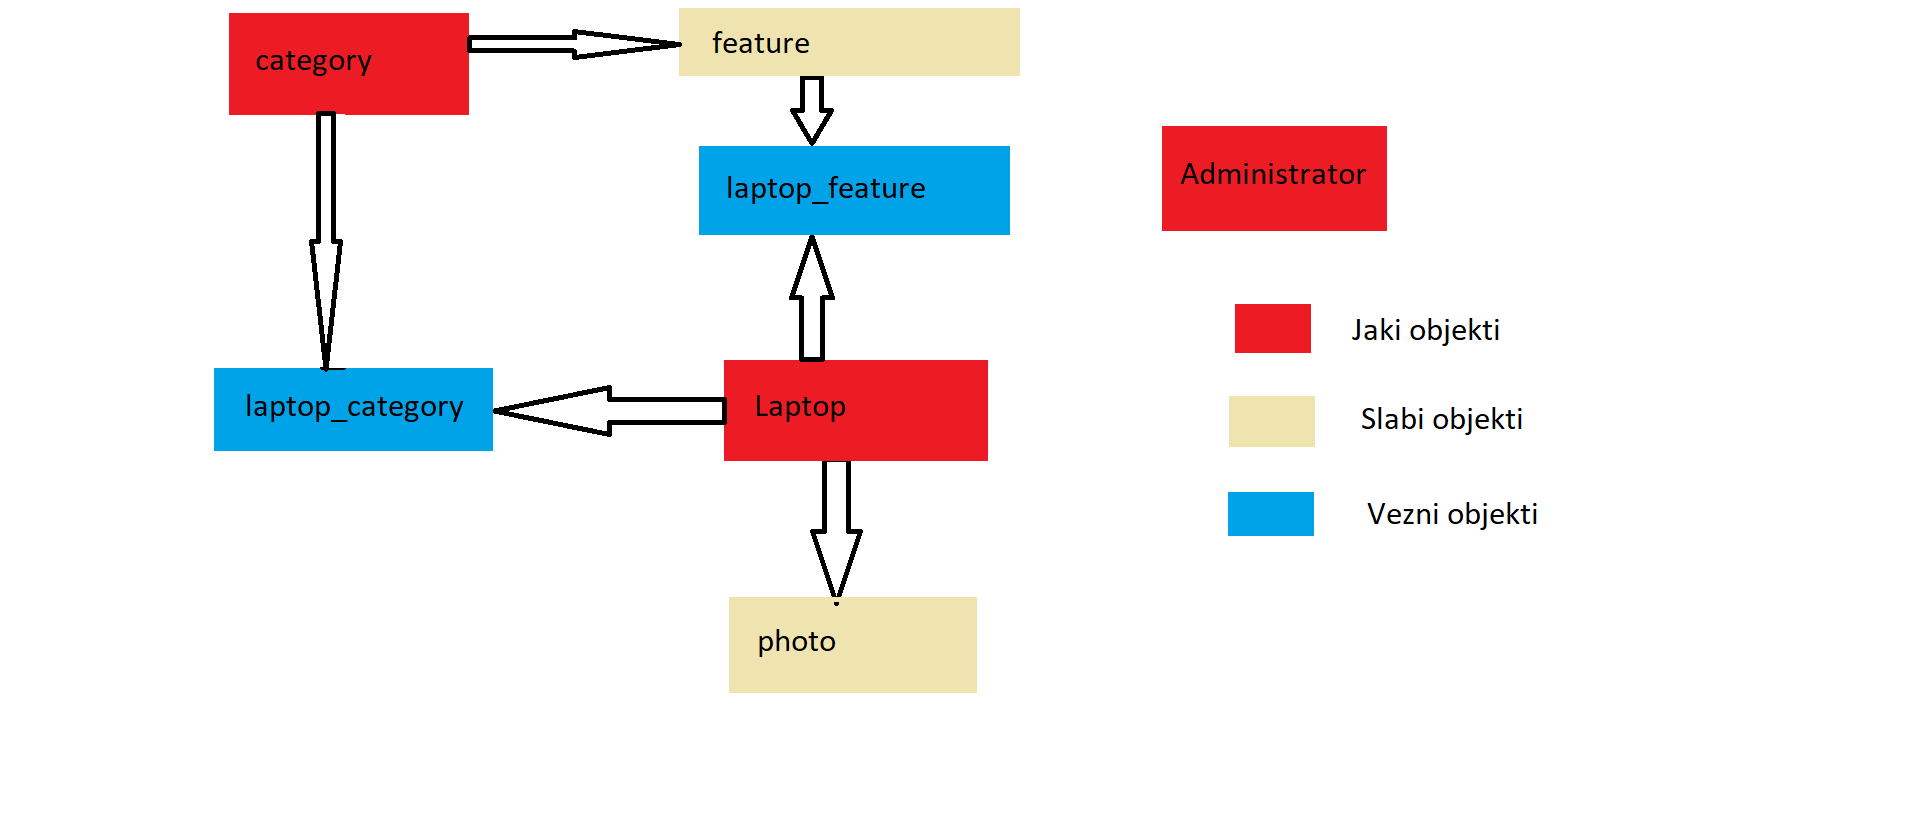 category
feature
laptop_feature
Administrator
Jaki objekti
laptop_category
Laptop
Slabi objekti
Vezni objekti
photo